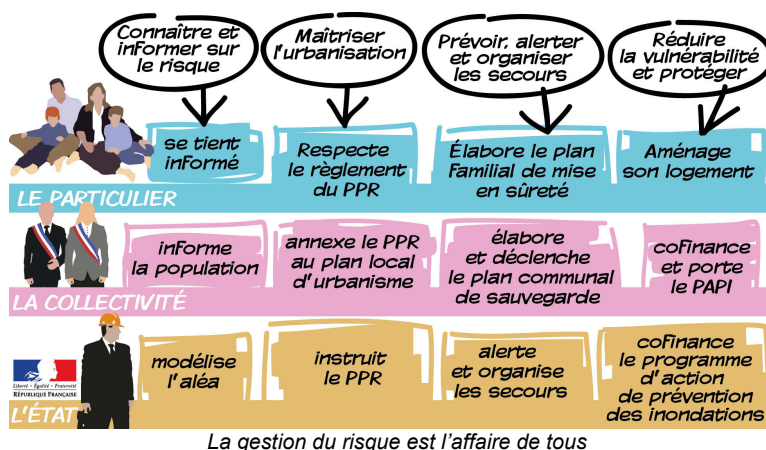 Connaître et
informer sur
le risque
Maîtriser
l'urbanisation
Prévoir, alerter
et organiser
les secours
Réduire
la vulnérabilité
et protéger
se tient
informé
Respecte
le règlement
du PPR
Élabore le plan
Familial de mise
en sûreté
Aménage
son logement
LE PARTICULIER
informe
la population
annexe le PPR
au plan local
d'urbanisme
élabore
et déclenche
le plan communal
de sauvegarde
cofinance
et porte
le PAPI
LA COLLECTIVITÉ
modélise
l'aléa
instruit
le PPR
alerte
et organise
les secours
cofinance
le programme
d'action
de prévention
des inondations
Liberté • Égalité • Fraternité
RÉPUBLIQUE FRANÇAISE
L'ÉTAT
La gestion du risque est l'affaire de tous